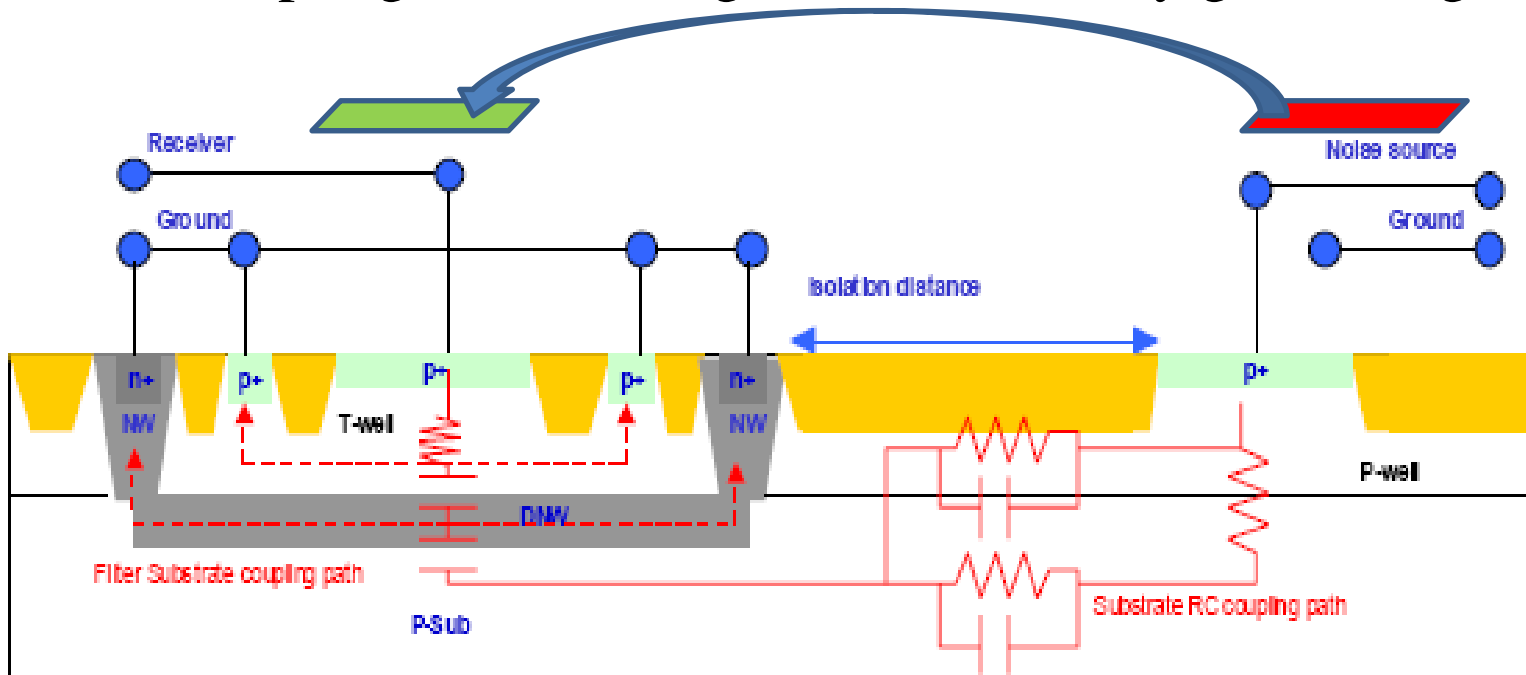 Receiver
Noise source
Ground
Ground
Isolation distance
n+ p+ p+ p+ n+ p+
NW T-well NW
P-well
DNW
Filter Substrate coupling path
Substrate RC coupling path
P-Sub